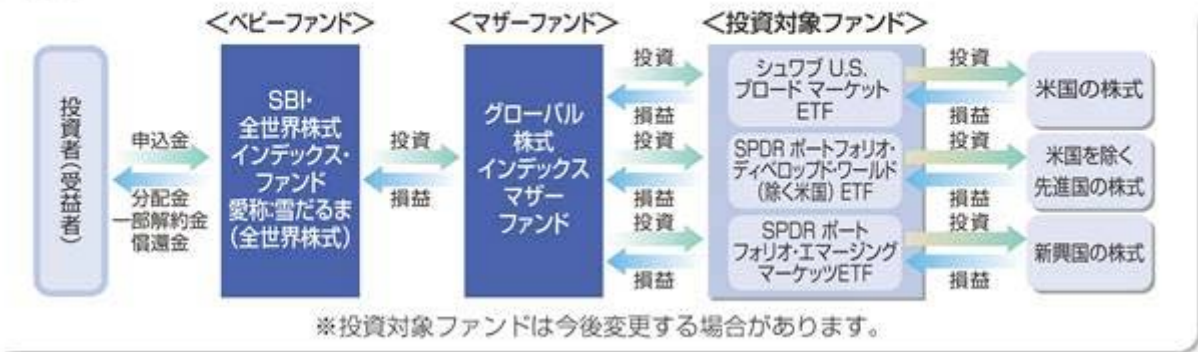 <ベビーファンド>
<マザーファンド>
<投資対象ファンド>
投資者(受益者)
申込金
分配金
一部解約金
償還金
SBI・
全世界株式
インデックス・
ファンド
愛称:雪だるま
(全世界株式)
投資
損益
グローバル
株式
インデックス
マザー
ファンド
投資
損益
シュワブ U.S.
ブロード マーケット
ETF
投資
損益
米国の株式
投資
損益
SPDR ポートフォリオ・
ディベロップド・ワールド
(除く米国) ETF
投資
損益
米国を除く
先進国の株式
投資
損益
SPDR ポート
フォリオ・エマージング
マーケッツETF
投資
損益
新興国の株式
※投資対象ファンドは今後変更する場合があります。